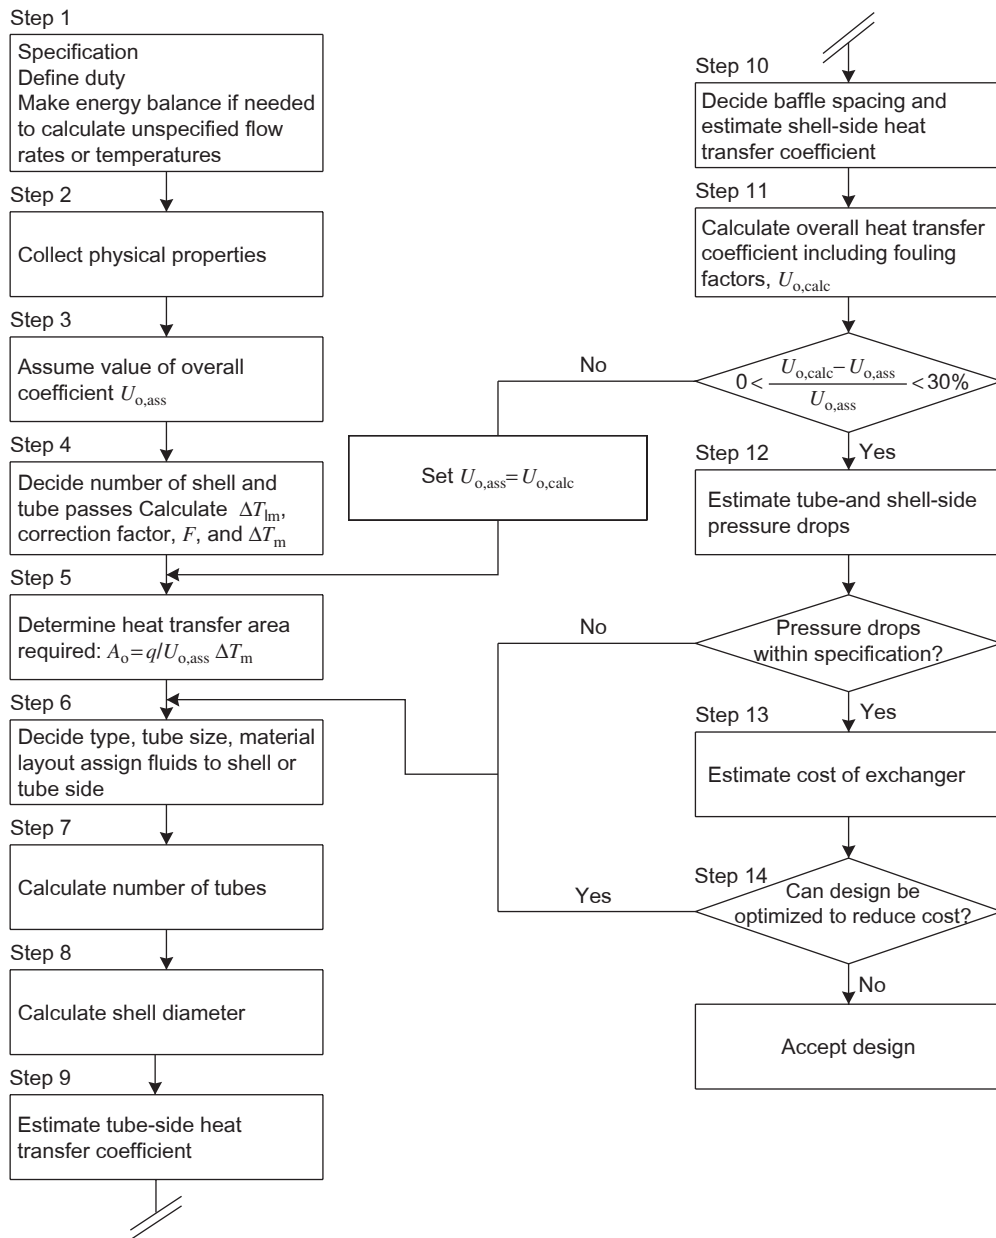 Step 1
Specification
Define duty
Make energy balance if needed
to calculate unspecified flow
rates or temperatures
Step 2
Collect physical properties
Step 3
Assume value of overall
coefficient U_o,ass
Step 4
Decide number of shell and
tube passes Calculate ΔT_lm,
correction factor, F, and ΔT_m
Step 5
Determine heat transfer area
required: A_o = q/U_o,ass ΔT_m
Step 6
Decide type, tube size, material
layout assign fluids to shell or
tube side
Step 7
Calculate number of tubes
Step 8
Calculate shell diameter
Step 9
Estimate tube-side heat
transfer coefficient
Step 10
Decide baffle spacing and
estimate shell-side heat
transfer coefficient
Step 11
Calculate overall heat transfer
coefficient including fouling
factors, U_o,calc
0 < (U_o,calc − U_o,ass)/U_o,ass < 30%
No
Set U_o,ass = U_o,calc
Yes
Step 12
Estimate tube-and shell-side
pressure drops
Pressure drops
within specification?
No
Yes
Step 13
Estimate cost of exchanger
Step 14
Can design be
optimized to reduce cost?
Yes
No
Accept design